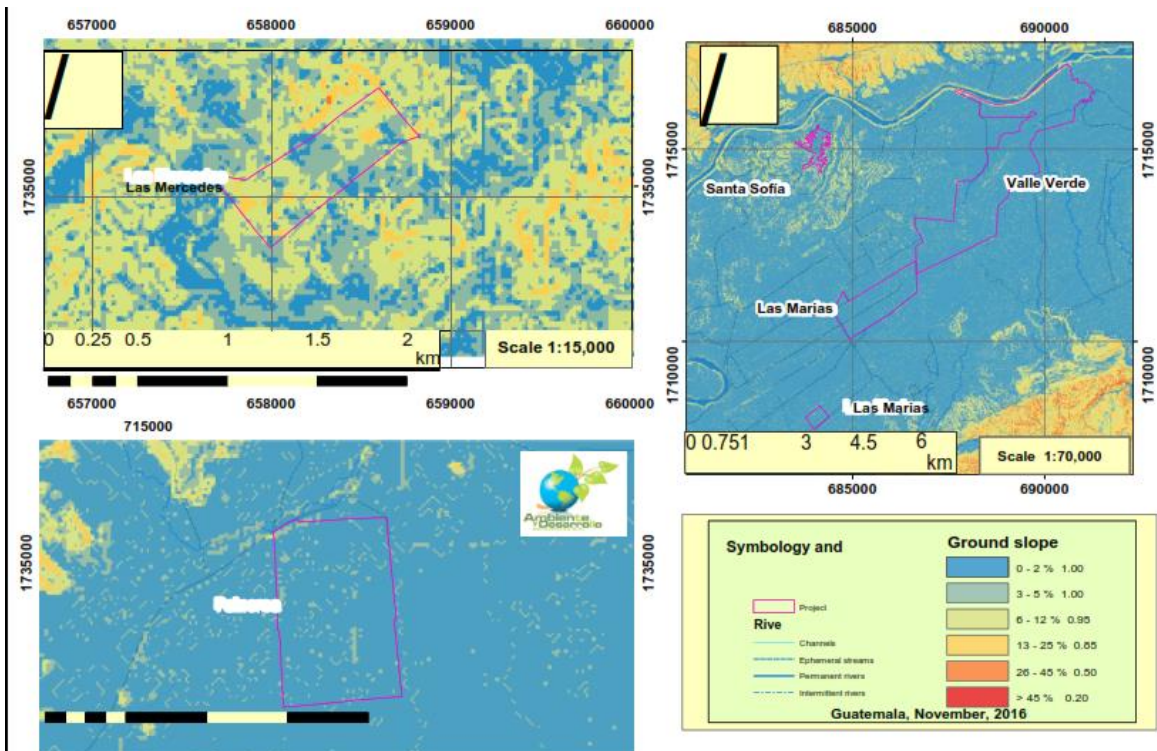 657000 658000 659000 660000
1735000
1735000
Las Mercedes
0 0.25 0.5 1 1.5 2
km
Scale 1:15,000
657000 658000 659000 660000
685000 690000
1715000
1715000
Santa Sofía
Valle Verde
Las Marías
Las Marías
1710000
1710000
0 0.751 3 4.5 6
km
Scale 1:70,000
685000 690000
715000
1735000
1735000
Ambiente
y Desarrollo
Symbology and
Project
Rive
Channels
Ephemeral streams
Permanent rivers
Intermittent rivers
Ground slope
0 - 2 % 1.00
3 - 5 % 1.00
6 - 12 % 0.95
13 - 25 % 0.85
26 - 45 % 0.50
> 45 % 0.20
Guatemala, November, 2016